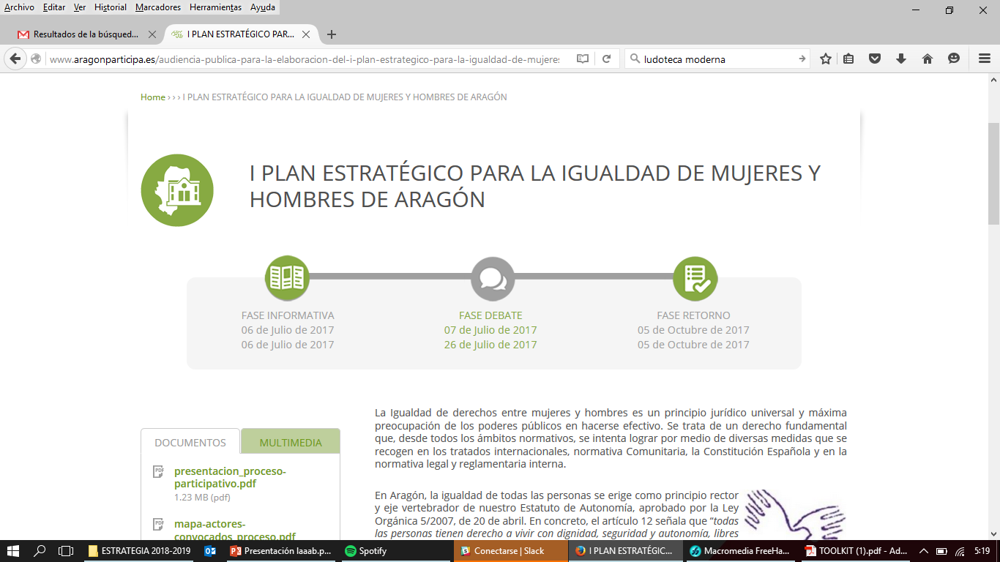 Archivo Editar Ver Historial Marcadores Herramientas Ayuda
Resultados de la búsqued...
I PLAN ESTRATÉGICO PAR...
www.aragonparticipa.es/audiencia-publica-para-la-elaboracion-del-i-plan-estrategico-para-la-igualdad-de-mujeres
ludoteca moderna
Home › › › I PLAN ESTRATÉGICO PARA LA IGUALDAD DE MUJERES Y HOMBRES DE ARAGÓN
I PLAN ESTRATÉGICO PARA LA IGUALDAD DE MUJERES Y
HOMBRES DE ARAGÓN
FASE INFORMATIVA
06 de Julio de 2017
06 de Julio de 2017
FASE DEBATE
07 de Julio de 2017
26 de Julio de 2017
FASE RETORNO
05 de Octubre de 2017
05 de Octubre de 2017
DOCUMENTOS
MULTIMEDIA
PDF
presentacion_proceso-
participativo.pdf
1.23 MB (pdf)
PDF
mapa-actores-
convocados_proceso.pdf
La Igualdad de derechos entre mujeres y hombres es un principio jurídico universal y máxima
preocupación de los poderes públicos en hacerse efectivo. Se trata de un derecho fundamental
que, desde todos los ámbitos normativos, se intenta lograr por medio de diversas medidas que se
recogen en los tratados internacionales, normativa Comunitaria, la Constitución Española y en la
normativa legal y reglamentaria interna.
En Aragón, la igualdad de todas las personas se erige como principio rector
y eje vertebrador de nuestro Estatuto de Autonomía, aprobado por la Ley
Orgánica 5/2007, de 20 de abril. En concreto, el artículo 12 señala que “todas
las personas tienen derecho a vivir con dignidad, seguridad y autonomía, libres
ESTRATEGIA 2018-2019
Presentación laaab.p...
Spotify
Conectarse | Slack
I PLAN ESTRATÉGIC...
Macromedia FreeHa...
TOOLKIT (1).pdf - Ad...
5:19